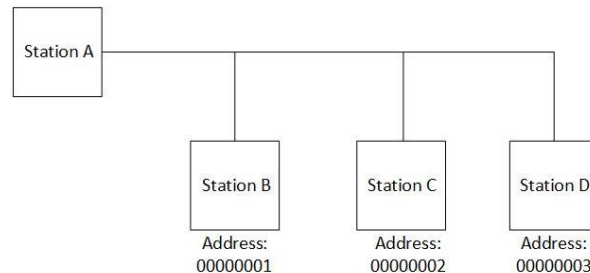 Station A
Station B
Station C
Station D
Address:
00000001
Address:
00000002
Address:
00000003